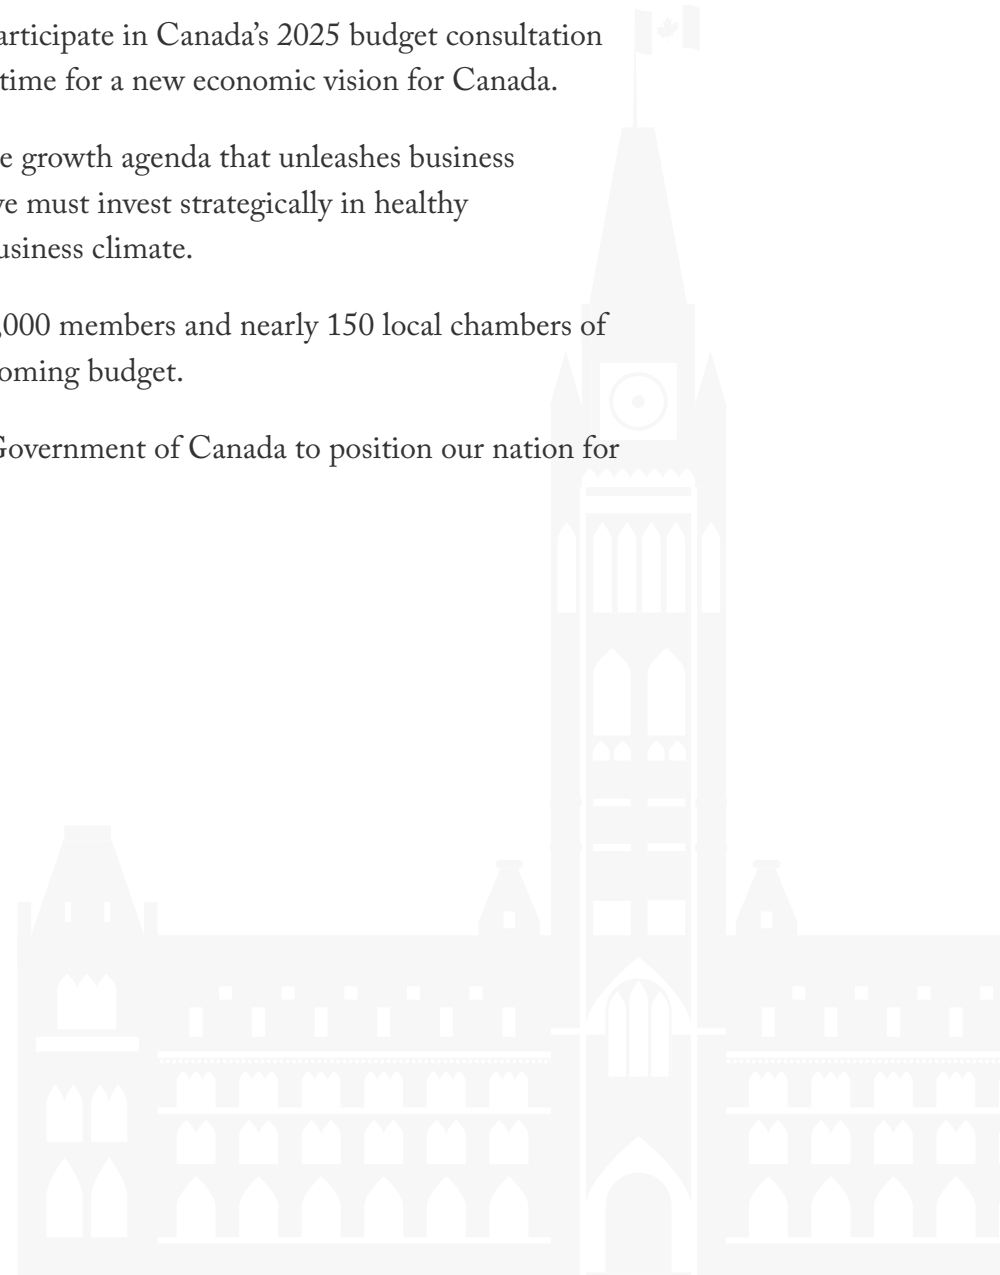 articipate in Canada’s 2025 budget consultation
time for a new economic vision for Canada.
e growth agenda that unleashes business
ve must invest strategically in healthy
usiness climate.
,000 members and nearly 150 local chambers of
oming budget.
Government of Canada to position our nation for